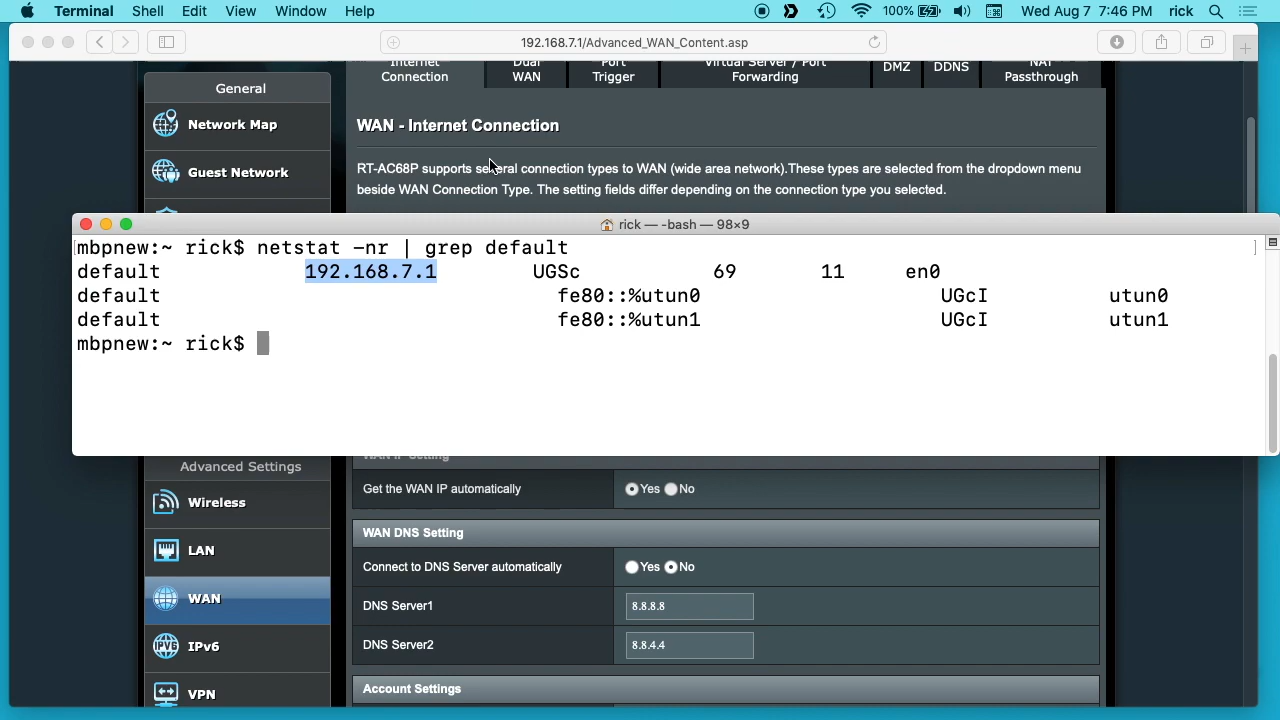 Terminal Shell Edit View Window Help 100% Wed Aug 7 7:46 PM rick
192.168.7.1/Advanced_WAN_Content.asp
General
Network Map
Guest Network
Internet Connection
Dual WAN
Port Trigger
Virtual Server / Port Forwarding
DMZ
DDNS
NAT Passthrough
WAN - Internet Connection
RT-AC68P supports several connection types to WAN (wide area network).These types are selected from the dropdown menu
beside WAN Connection Type. The setting fields differ depending on the connection type you selected.
rick — -bash — 98×9
[mbpnew:~ rick$ netstat -nr | grep default ]
default 192.168.7.1 UGSc 69 11 en0
default fe80::%utun0 UGcI utun0
default fe80::%utun1 UGcI utun1
mbpnew:~ rick$
Advanced Settings
Wireless
LAN
WAN
IPv6
VPN
WAN IP Setting
Get the WAN IP automatically Yes No
WAN DNS Setting
Connect to DNS Server automatically Yes No
DNS Server1 8.8.8.8
DNS Server2 8.8.4.4
Account Settings